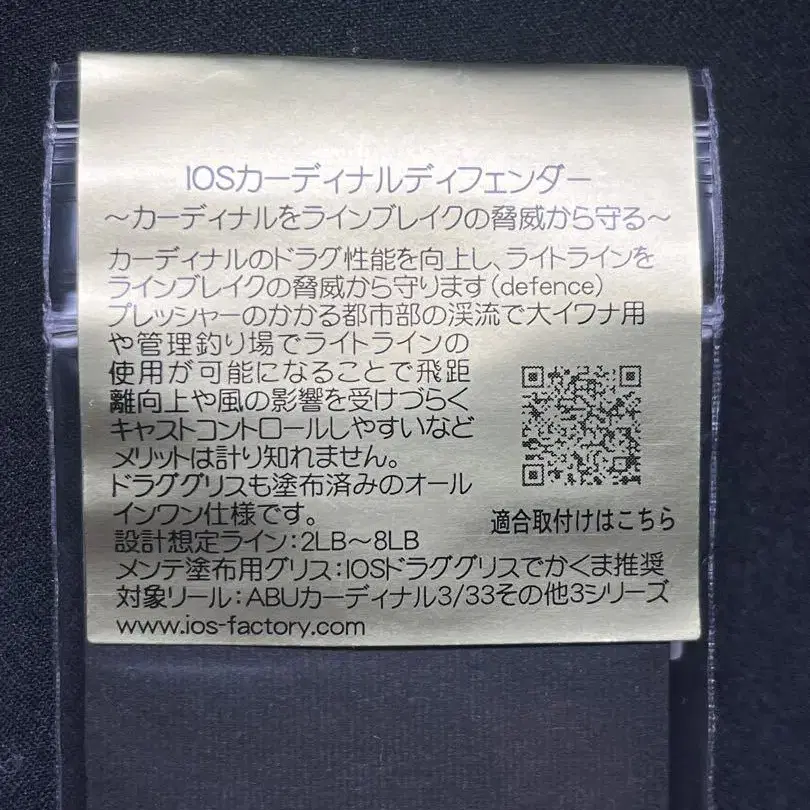 IOSカーディナルディフェンダー
～カーディナルをラインブレイクの脅威から守る～
カーディナルのドラグ性能を向上し、ライトラインを
ラインブレイクの脅威から守ります(defence)
プレッシャーのかかる都市部の渓流で大イワナ用
や管理釣り場でライトラインの
使用が可能になることで飛距
離向上や風の影響を受けづらく
キャストコントロールしやすいなど
メリットは計り知れません。
ドラググリスも塗布済みのオール
インワン仕様です。
適合取付けはこちら
設計想定ライン:2LB～8LB
メンテ塗布用グリス:IOSドラググリスでかくま推奨
対象リール:ABUカーディナル3/33その他3シリーズ
www.ios-factory.com